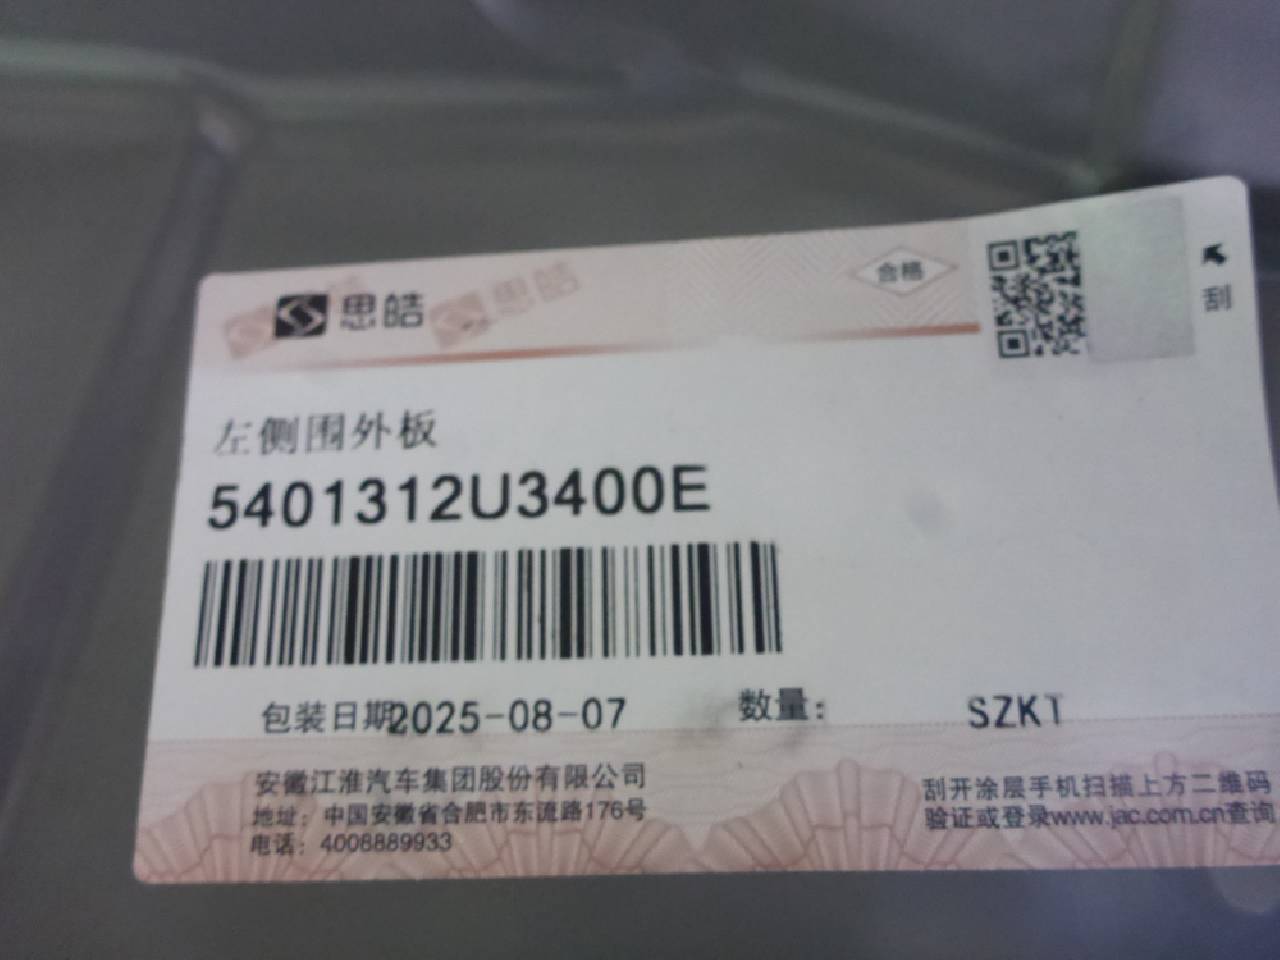 思皓 思皓
合格
刮
左侧围外板
5401312U3400E
包装日期2025-08-07 数量: SZKT
安徽江淮汽车集团股份有限公司
地址: 中国安徽省合肥市东流路176号
电话: 4008889933
刮开涂层手机扫描上方二维码
验证或登录www.jac.com.cn查询